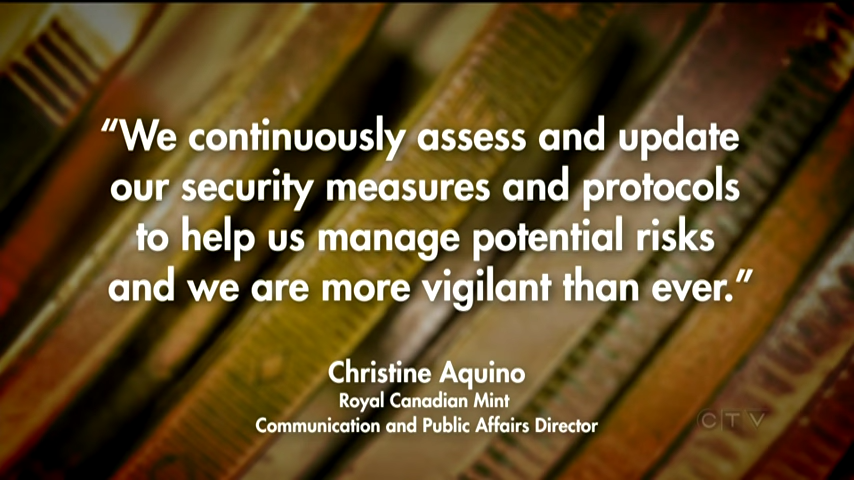 “We continuously assess and update
our security measures and protocols
to help us manage potential risks
and we are more vigilant than ever.”
Christine Aquino
Royal Canadian Mint
Communication and Public Affairs Director
CTV